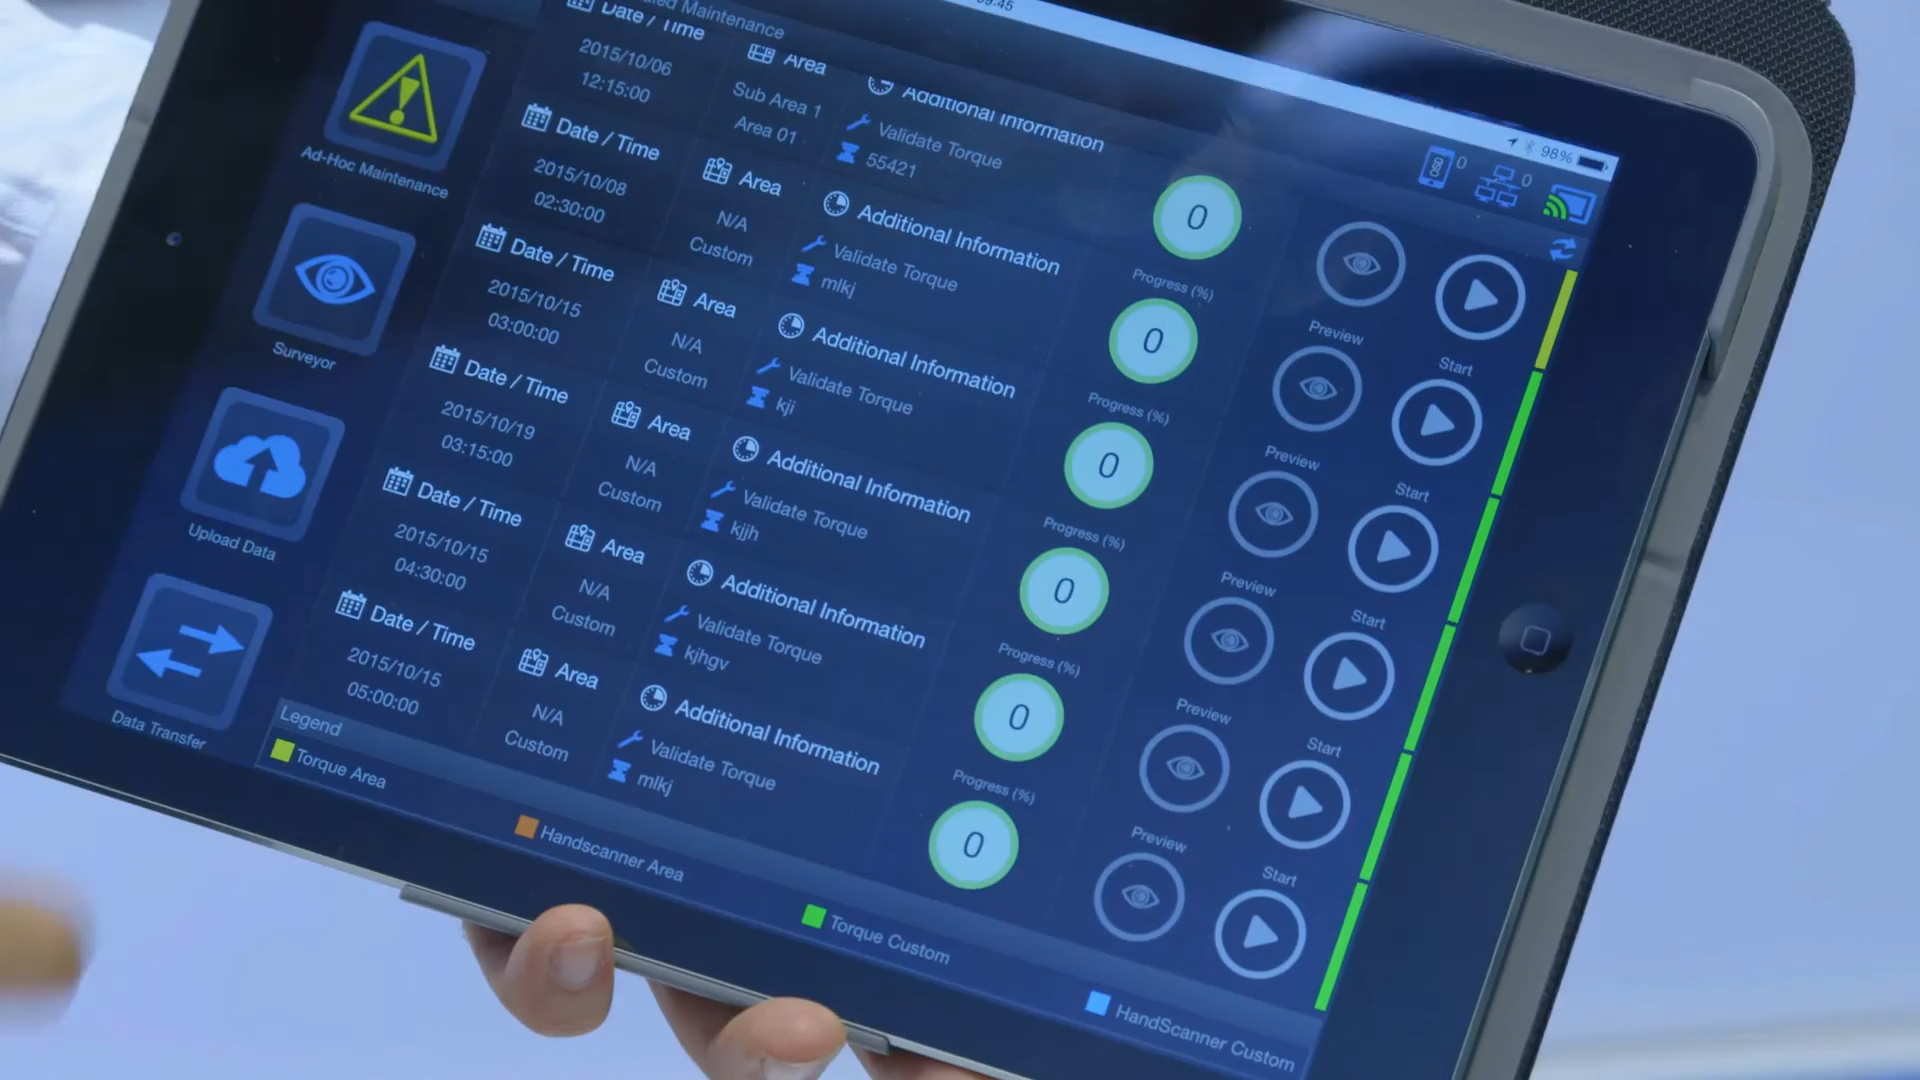 09:45
98%
OSD 0
0
Maintenance
Ad-Hoc Maintenance
Surveyor
Upload Data
Data Transfer
Date / Time
2015/10/06
12:15:00
Area
Sub Area 1
Area 01
Additional Information
Validate Torque
55421
0
Progress (%)
Preview
Start
Date / Time
2015/10/08
02:30:00
Area
N/A
Custom
Additional Information
Validate Torque
mlkj
0
Progress (%)
Preview
Start
Date / Time
2015/10/15
03:00:00
Area
N/A
Custom
Additional Information
Validate Torque
kji
0
Progress (%)
Preview
Start
Date / Time
2015/10/19
03:15:00
Area
N/A
Custom
Additional Information
Validate Torque
kjjh
0
Progress (%)
Preview
Start
Date / Time
2015/10/15
04:30:00
Area
N/A
Custom
Additional Information
Validate Torque
kjhgv
0
Progress (%)
Preview
Start
Date / Time
2015/10/15
05:00:00
Area
N/A
Custom
Additional Information
Validate Torque
mlkj
0
Legend
Torque Area
Handscanner Area
Torque Custom
HandScanner Custom